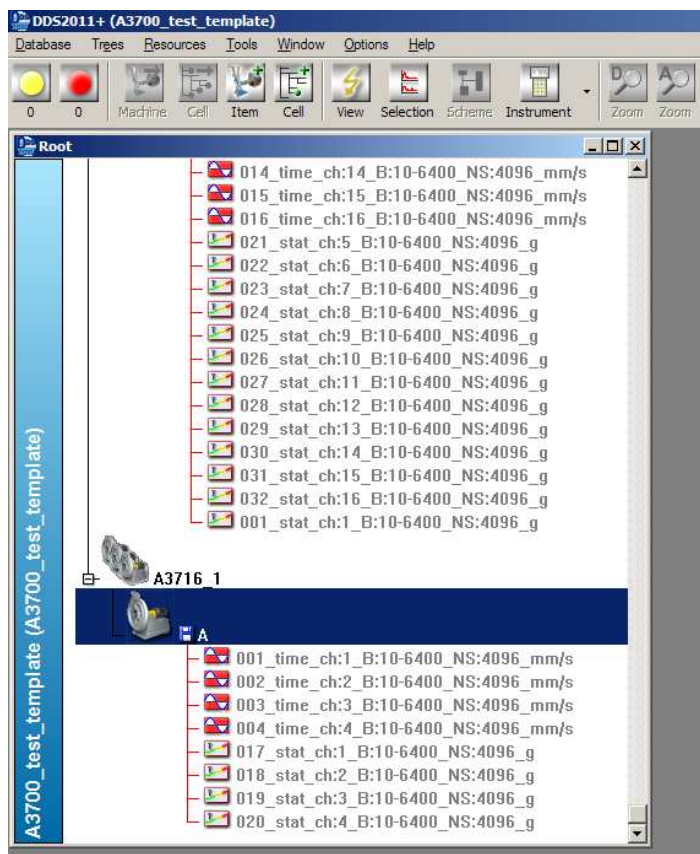 DDS2011+ (A3700_test_template)
Database Trees Resources Tools Window Options Help
0 0 Machine Cell Item Cell View Selection Scheme Instrument Zoom Zoom
Root
014_time_ch:14_B:10-6400_NS:4096_mm/s
015_time_ch:15_B:10-6400_NS:4096_mm/s
016_time_ch:16_B:10-6400_NS:4096_mm/s
021_stat_ch:5_B:10-6400_NS:4096_g
022_stat_ch:6_B:10-6400_NS:4096_g
023_stat_ch:7_B:10-6400_NS:4096_g
024_stat_ch:8_B:10-6400_NS:4096_g
025_stat_ch:9_B:10-6400_NS:4096_g
026_stat_ch:10_B:10-6400_NS:4096_g
027_stat_ch:11_B:10-6400_NS:4096_g
028_stat_ch:12_B:10-6400_NS:4096_g
029_stat_ch:13_B:10-6400_NS:4096_g
030_stat_ch:14_B:10-6400_NS:4096_g
031_stat_ch:15_B:10-6400_NS:4096_g
032_stat_ch:16_B:10-6400_NS:4096_g
001_stat_ch:1_B:10-6400_NS:4096_g
A3716_1
A
001_time_ch:1_B:10-6400_NS:4096_mm/s
002_time_ch:2_B:10-6400_NS:4096_mm/s
003_time_ch:3_B:10-6400_NS:4096_mm/s
004_time_ch:4_B:10-6400_NS:4096_mm/s
017_stat_ch:1_B:10-6400_NS:4096_g
018_stat_ch:2_B:10-6400_NS:4096_g
019_stat_ch:3_B:10-6400_NS:4096_g
020_stat_ch:4_B:10-6400_NS:4096_g
A3700_test_template (A3700_test_template)